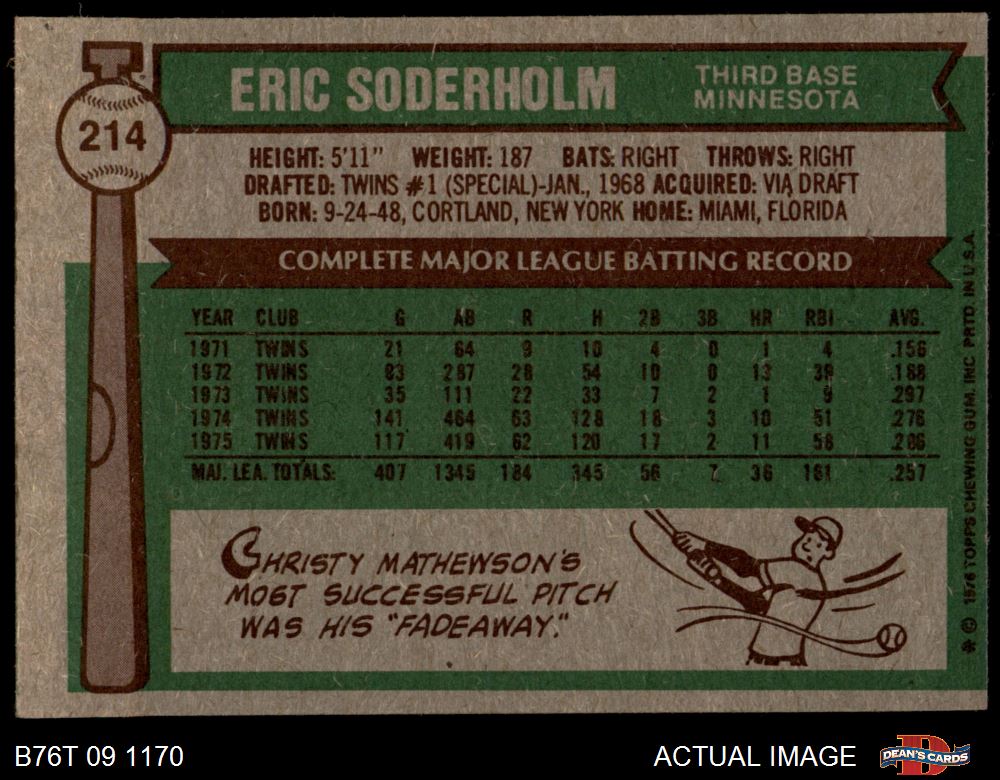 214
ERIC SODERHOLM
THIRD BASE
MINNESOTA
HEIGHT: 5'11" WEIGHT: 187 BATS: RIGHT THROWS: RIGHT
DRAFTED: TWINS #1 (SPECIAL)-JAN., 1968 ACQUIRED: VIA DRAFT
BORN: 9-24-48, CORTLAND, NEW YORK HOME: MIAMI, FLORIDA
COMPLETE MAJOR LEAGUE BATTING RECORD
YEAR CLUB G AB R H 2B 3B HR RBI AVG.
1971 TWINS 21 64 9 10 4 0 1 4 .156
1972 TWINS 93 287 28 54 10 0 13 39 .188
1973 TWINS 35 111 22 33 7 2 1 9 .297
1974 TWINS 141 464 63 128 18 3 10 51 .276
1975 TWINS 117 419 62 120 17 2 11 58 .286
MAJ. LEA. TOTALS: 407 1345 184 345 56 7 36 161 .257
CHRISTY MATHEWSON'S
MOST SUCCESSFUL PITCH
WAS HIS "FADEAWAY."
* © 1976 TOPPS CHEWING GUM, INC. PRTD. IN U.S.A.
B76T 09 1170
ACTUAL IMAGE
DEAN'S CARDS